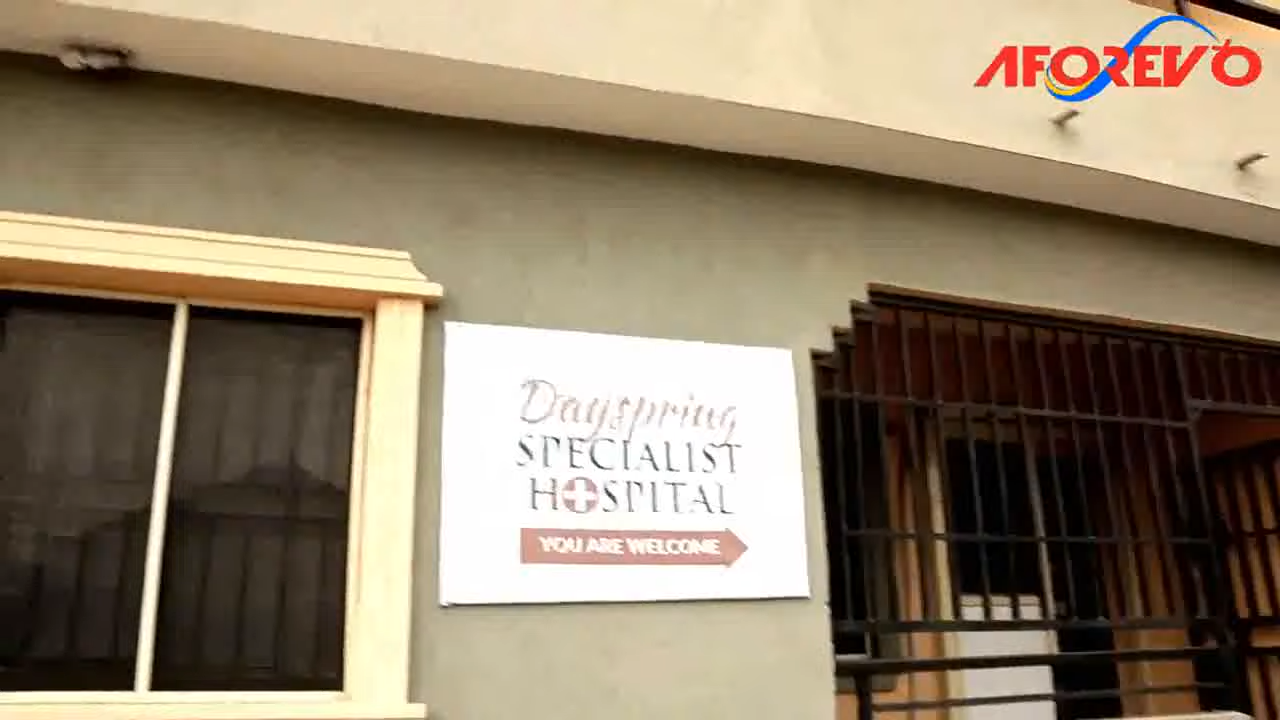 AFOREVO
Dayspring
SPECIALIST
HOSPITAL
YOU ARE WELCOME